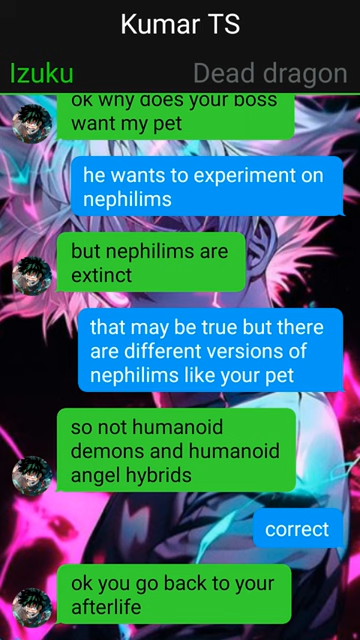 Kumar TS
Izuku
Dead dragon
ok why does your boss
want my pet
he wants to experiment on
nephilims
but nephilims are
extinct
that may be true but there
are different versions of
nephilims like your pet
so not humanoid
demons and humanoid
angel hybrids
correct
ok you go back to your
afterlife